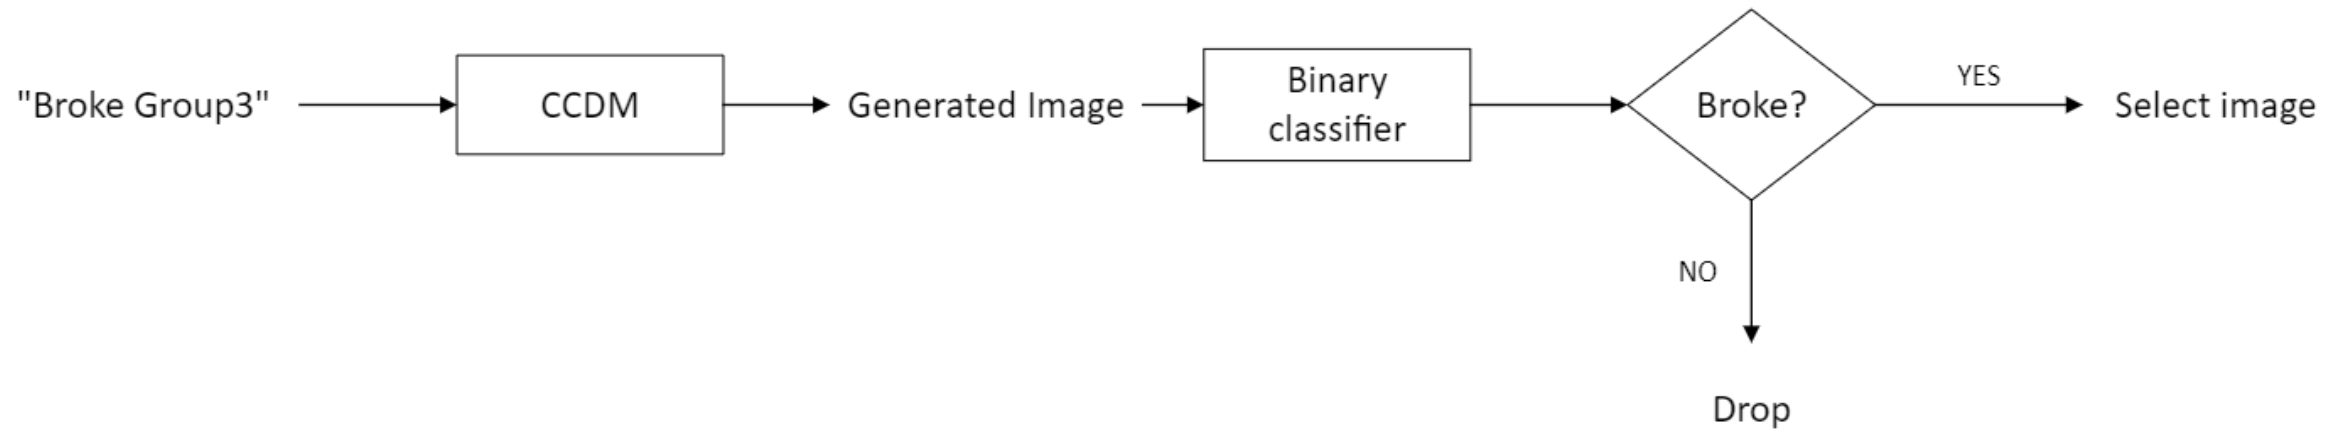 "Broke Group3"
CCDM
Generated Image
Binary
classifier
Broke?
YES
Select image
NO
Drop